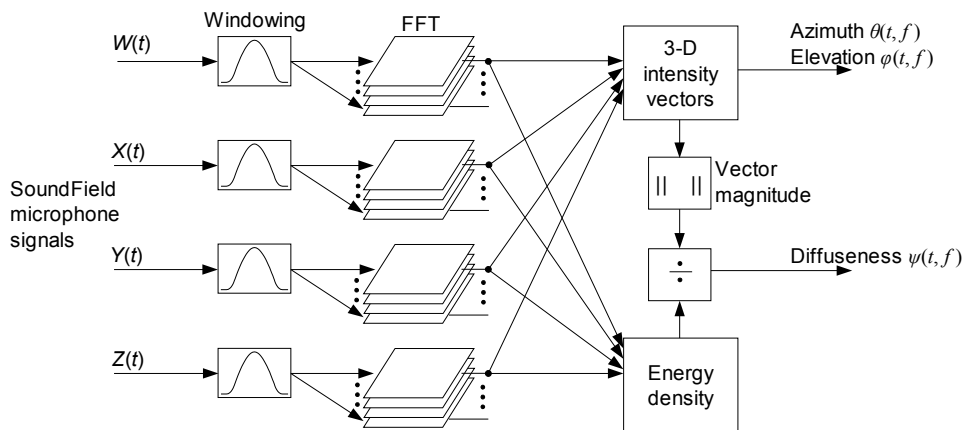 Windowing
FFT
W(t)
X(t)
Y(t)
Z(t)
SoundField
microphone
signals
3-D
intensity
vectors
Azimuth θ(t, f)
Elevation φ(t, f)
|| ||
Vector
magnitude
÷
Diffuseness ψ(t, f)
Energy
density